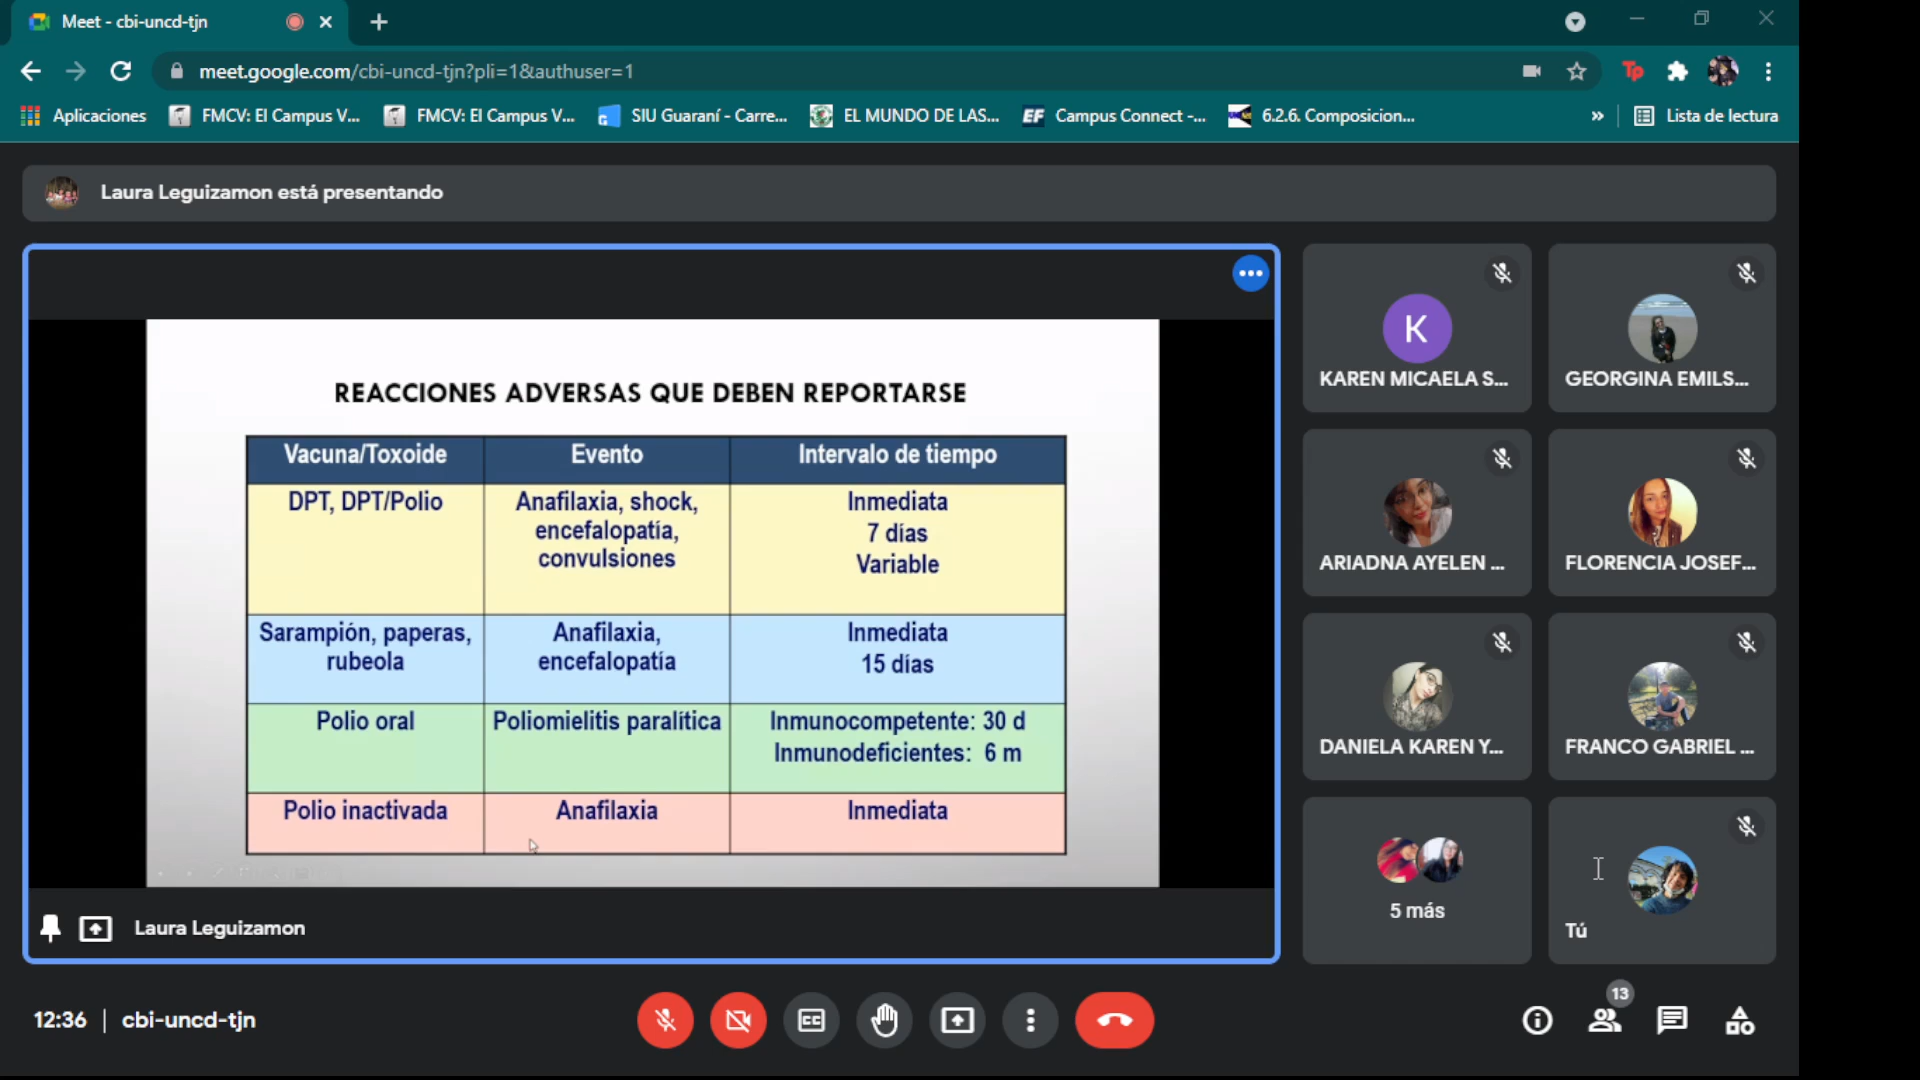 Meet - cbi-uncd-tjn
meet.google.com/cbi-uncd-tjn?pli=1&authuser=1
Tp
Aplicaciones
FMCV: El Campus V...
FMCV: El Campus V...
SIU Guaraní - Carre...
EL MUNDO DE LAS...
EF Campus Connect -...
6.2.6. Composicion...
»
Lista de lectura
Laura Leguizamon está presentando
REACCIONES ADVERSAS QUE DEBEN REPORTARSE
Vacuna/Toxoide Evento Intervalo de tiempo
DPT, DPT/Polio Anafilaxia, shock, Inmediata
encefalopatía, 7 días
convulsiones Variable
Sarampión, paperas, Anafilaxia, Inmediata
rubeola encefalopatía 15 días
Polio oral Poliomielitis paralítica Inmunocompetente: 30 d
Inmunodeficientes: 6 m
Polio inactivada Anafilaxia Inmediata
Laura Leguizamon
K
KAREN MICAELA S...
GEORGINA EMILS...
ARIADNA AYELEN ...
FLORENCIA JOSEF...
DANIELA KAREN Y...
FRANCO GABRIEL ...
5 más
Tú
12:36 | cbi-uncd-tjn
CC
13